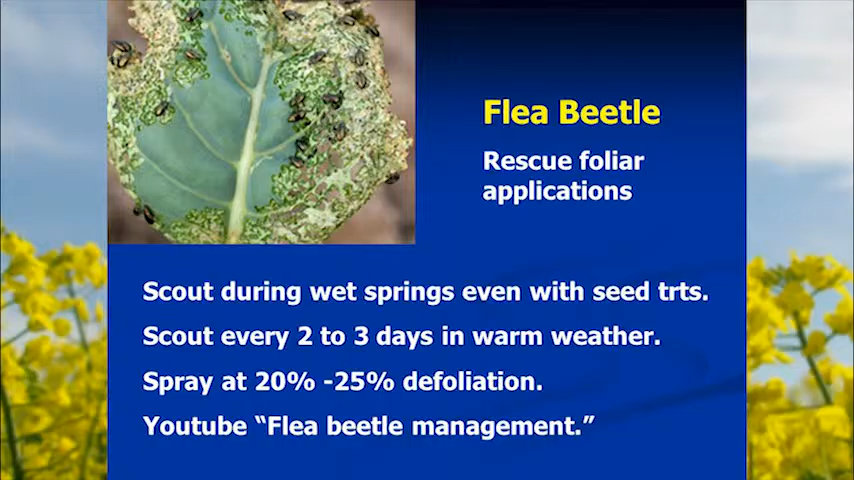 Flea Beetle
Rescue foliar
applications
Scout during wet springs even with seed trts.
Scout every 2 to 3 days in warm weather.
Spray at 20% -25% defoliation.
Youtube “Flea beetle management.”